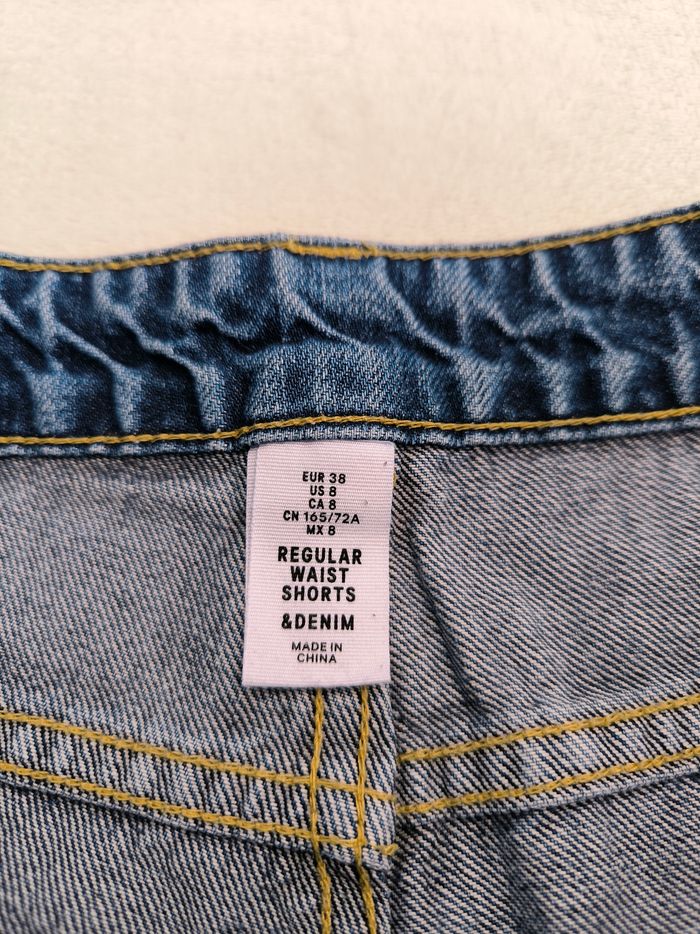 EUR 38
US 8
CA 8
CN 165/72A
MX 8
REGULAR
WAIST
SHORTS
&DENIM
MADE IN
CHINA